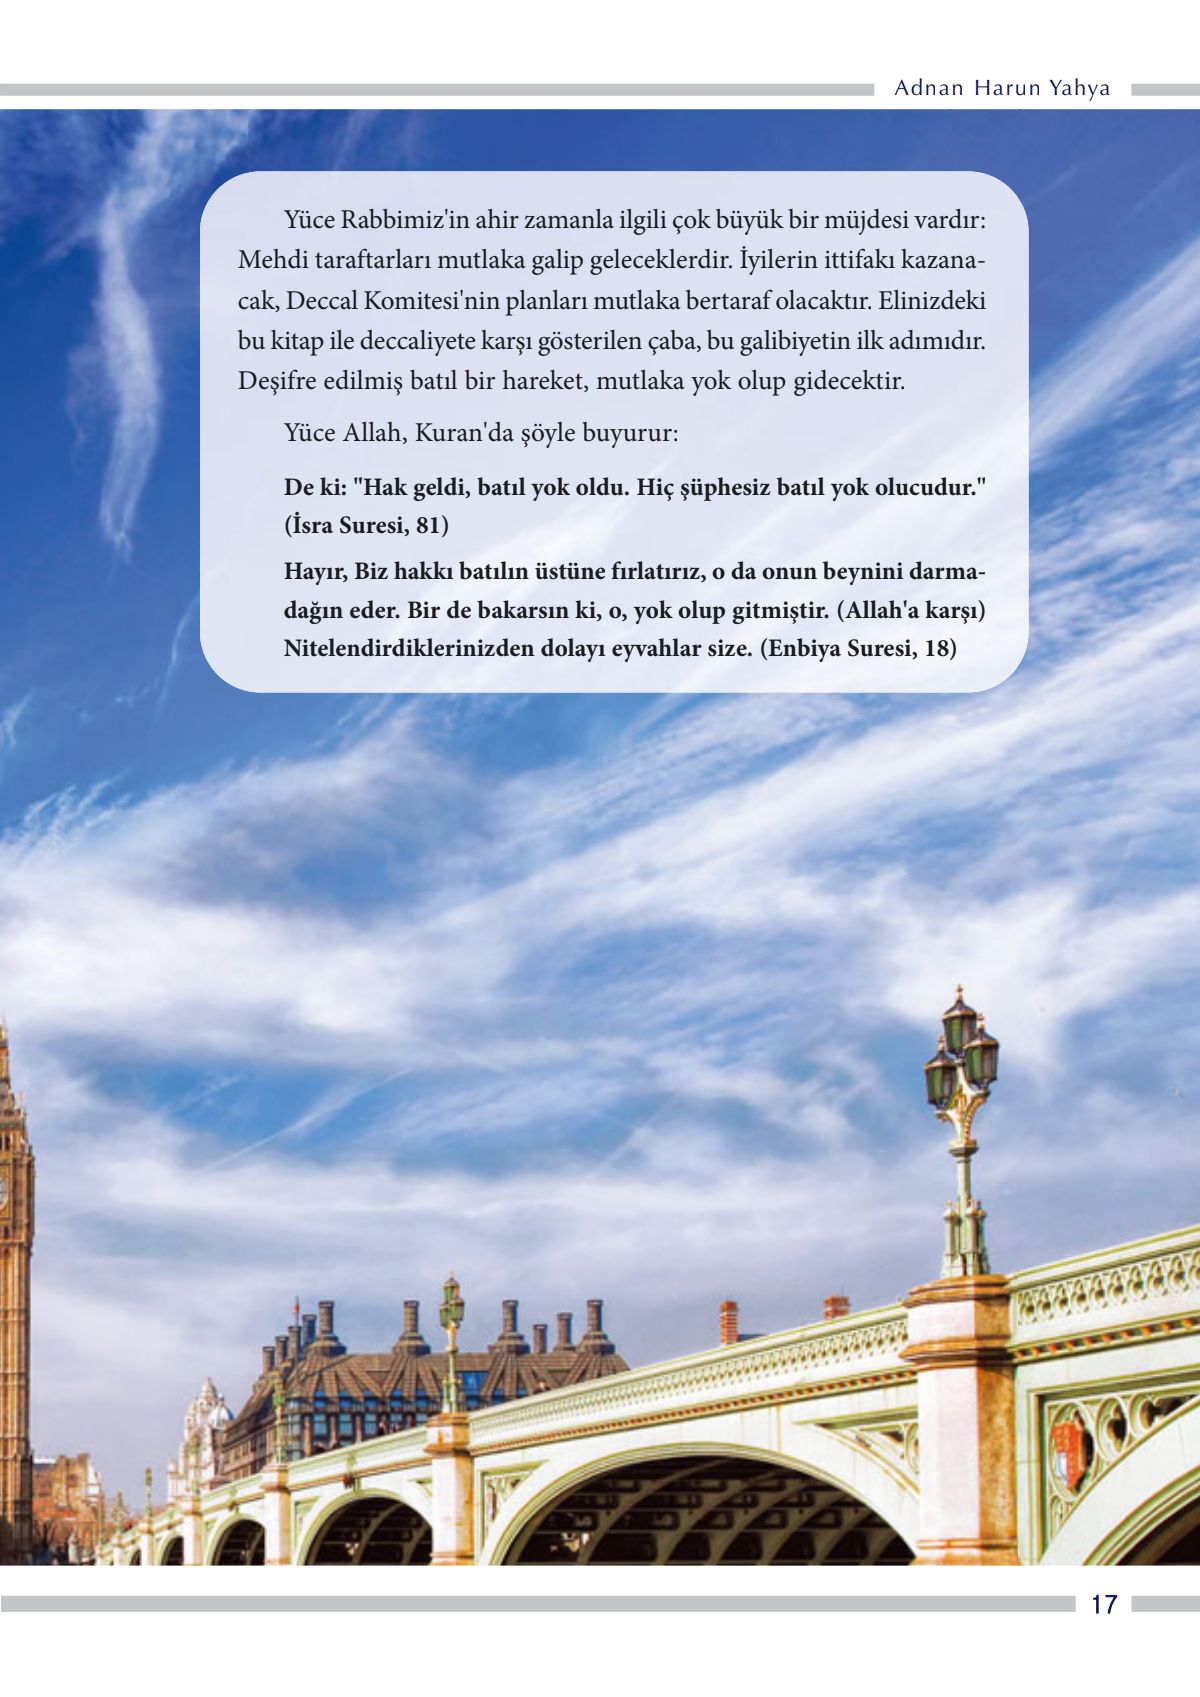 Adnan Harun Yahya
Yüce Rabbimiz'in ahir zamanla ilgili çok büyük bir müjdesi vardır:
Mehdi taraftarları mutlaka galip geleceklerdir. İyilerin ittifakı kazana-
cak, Deccal Komitesi'nin planları mutlaka bertaraf olacaktır. Elinizdeki
bu kitap ile deccaliyete karşı gösterilen çaba, bu galibiyetin ilk adımıdır.
Deşifre edilmiş batıl bir hareket, mutlaka yok olup gidecektir.
Yüce Allah, Kuran'da şöyle buyurur:
De ki: "Hak geldi, batıl yok oldu. Hiç şüphesiz batıl yok olucudur."
(İsra Suresi, 81)
Hayır, Biz hakkı batılın üstüne fırlatırız, o da onun beynini darma-
dağın eder. Bir de bakarsın ki, o, yok olup gitmiştir. (Allah'a karşı)
Nitelendirdiklerinizden dolayı eyvahlar size. (Enbiya Suresi, 18)
17